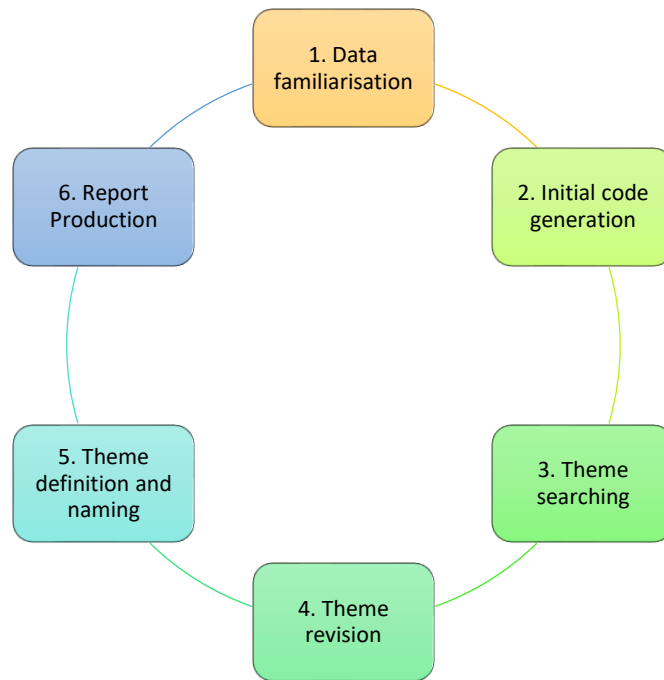 1. Data
familiarisation
2. Initial code
generation
3. Theme
searching
4. Theme
revision
5. Theme
definition and
naming
6. Report
Production